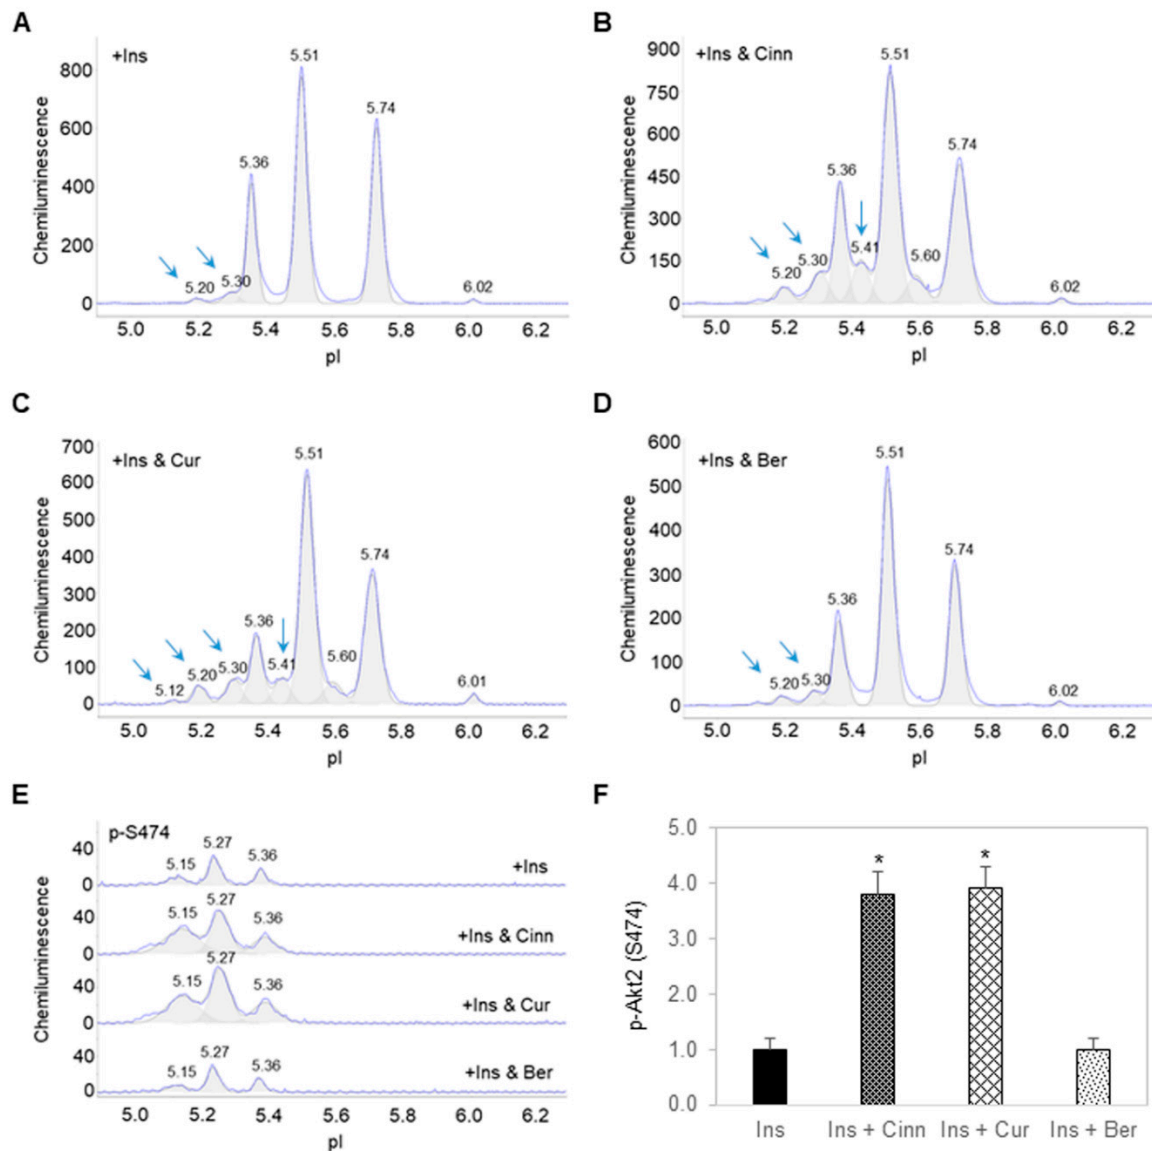 A
+Ins
Chemiluminescence
800
600
400
200
0
5.20
5.30
5.36
5.51
5.74
6.02
5.0 5.2 5.4 5.6 5.8 6.0 6.2
pI
B
+Ins & Cinn
Chemiluminescence
900
750
600
450
300
150
0
5.20
5.30
5.36
5.41
5.51
5.60
5.74
6.02
5.0 5.2 5.4 5.6 5.8 6.0 6.2
pI
C
+Ins & Cur
Chemiluminescence
700
600
500
400
300
200
100
0
5.12
5.20
5.30
5.36
5.41
5.51
5.60
5.74
6.01
5.0 5.2 5.4 5.6 5.8 6.0 6.2
pI
D
+Ins & Ber
Chemiluminescence
600
500
400
300
200
100
0
5.20
5.30
5.36
5.51
5.74
6.02
5.0 5.2 5.4 5.6 5.8 6.0 6.2
pI
E
p-S474
Chemiluminescence
40
0
5.15
5.27
5.36
+Ins
40
0
5.15
5.27
5.36
+Ins & Cinn
40
0
5.15
5.27
5.36
+Ins & Cur
40
0
5.15
5.27
5.36
+Ins & Ber
5.0 5.2 5.4 5.6 5.8 6.0 6.2
pI
F
p-Akt2 (S474)
5.0
4.0
3.0
2.0
1.0
0.0
*
*
Ins Ins + Cinn Ins + Cur Ins + Ber